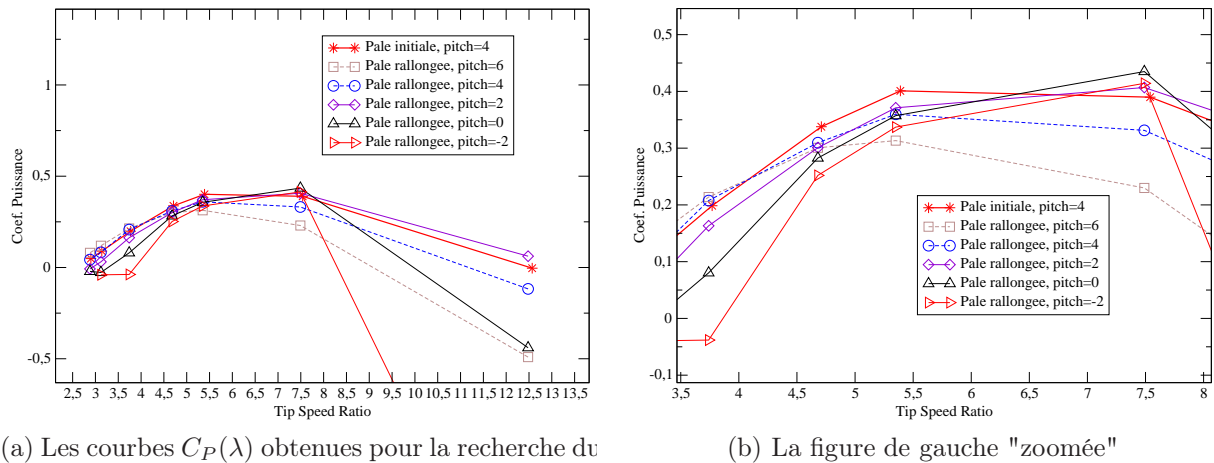 1
0,5
0
-0,5
Coef. Puissance
Pale initiale, pitch=4
Pale rallongee, pitch=6
Pale rallongee, pitch=4
Pale rallongee, pitch=2
Pale rallongee, pitch=0
Pale rallongee, pitch=-2
2,5 3 3,5 4 4,5 5 5,5 6 6,5 7 7,5 8 8,5 9 9,5 10 10,5 11 11,5 12 12,5 13 13,5
Tip Speed Ratio
(a) Les courbes C_P(λ) obtenues pour la recherche du
0,5
0,4
0,3
0,2
0,1
0
-0,1
Coef. Puissance
Pale initiale, pitch=4
Pale rallongee, pitch=6
Pale rallongee, pitch=4
Pale rallongee, pitch=2
Pale rallongee, pitch=0
Pale rallongee, pitch=-2
3,5 4 4,5 5 5,5 6 6,5 7 7,5 8
Tip Speed Ratio
(b) La figure de gauche "zoomée"